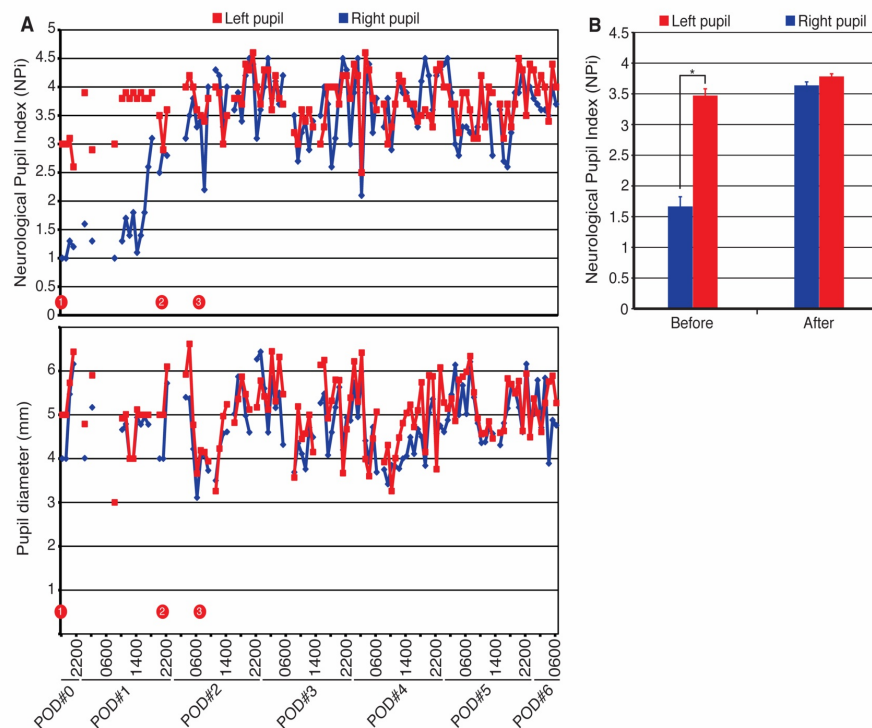 A
Left pupil
Right pupil
Neurological Pupil Index (NPi)
5
4.5
4
3.5
3
2.5
2
1.5
1
0.5
0
1
2
3
Pupil diameter (mm)
6
5
4
3
2
1
1
2
3
2200
0600
1400
2200
0600
1400
2200
0600
1400
2200
0600
1400
2200
0600
1400
2200
0600
POD#0
POD#1
POD#2
POD#3
POD#4
POD#5
POD#6
B
Left pupil
Right pupil
Neurological Pupil Index (NPi)
4.5
4
3.5
3
2.5
2
1.5
1
0.5
0
*
Before
After